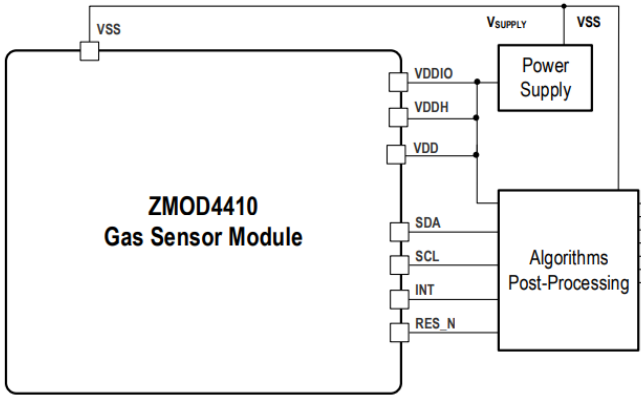 VSS
VSUPPLY
VSS
VDDIO
Power
Supply
VDDH
VDD
ZMOD4410
Gas Sensor Module
SDA
SCL
Algorithms
Post-Processing
INT
RES_N